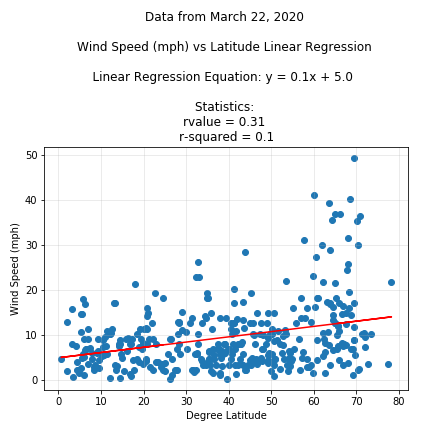 Data from March 22, 2020
Wind Speed (mph) vs Latitude Linear Regression
Linear Regression Equation: y = 0.1x + 5.0
Statistics:
rvalue = 0.31
r-squared = 0.1
50
40
30
20
10
0
Wind Speed (mph)
0 10 20 30 40 50 60 70 80
Degree Latitude